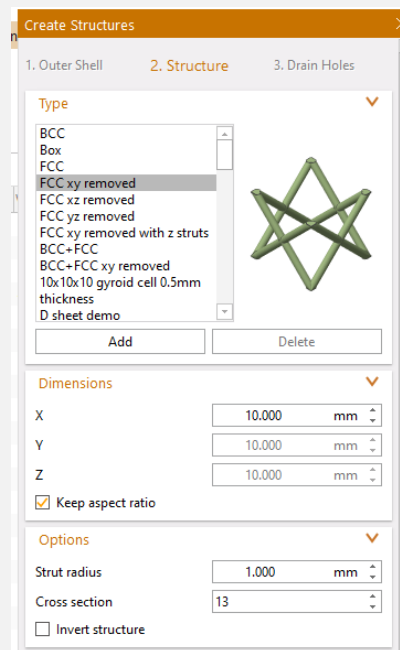 Create Structures
1. Outer Shell 2. Structure 3. Drain Holes
Type
BCC
Box
FCC
FCC xy removed
FCC xz removed
FCC yz removed
FCC xy removed with z struts
BCC+FCC
BCC+FCC xy removed
10x10x10 gyroid cell 0.5mm
thickness
D sheet demo
Add Delete
Dimensions
X 10.000 mm
Y 10.000 mm
Z 10.000 mm
Keep aspect ratio
Options
Strut radius 1.000 mm
Cross section 13
Invert structure